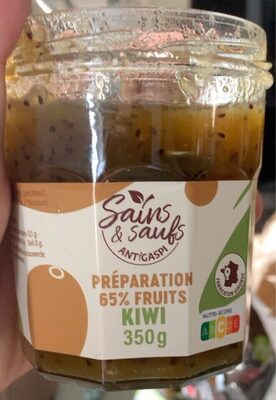 Sains
& saufs
ANTIGASPI
PRÉPARATION
65% FRUITS
KIWI
350g
NUTRI-SCORE